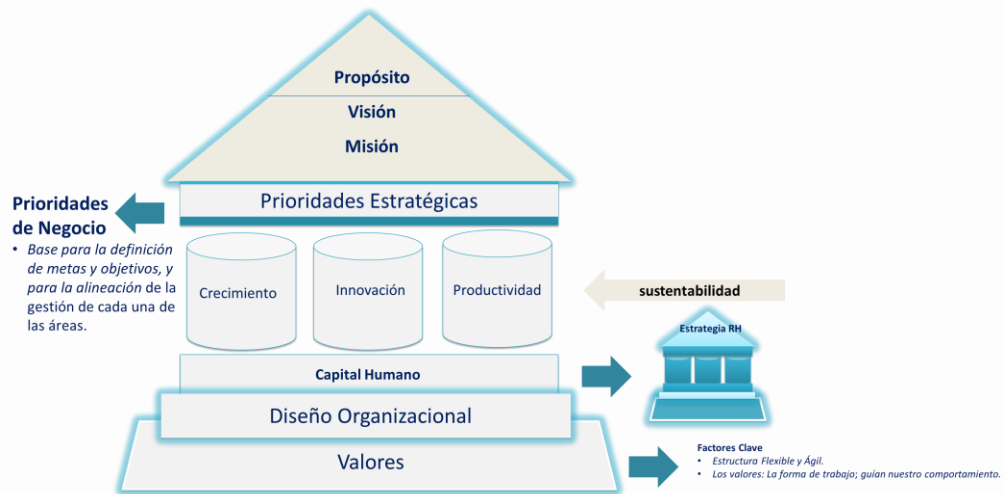 Propósito
Visión
Misión
Prioridades Estratégicas
Prioridades
de Negocio
• Base para la definición
de metas y objetivos, y
para la alineación de la
gestión de cada una de
las áreas.
Crecimiento
Innovación
Productividad
sustentabilidad
Estrategia RH
Capital Humano
Diseño Organizacional
Valores
Factores Clave
• Estructura Flexible y Ágil.
• Los valores: La forma de trabajo; guían nuestro comportamiento.